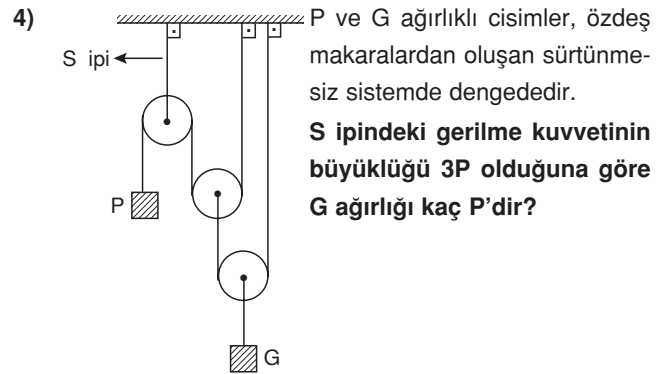 4)
S ipi
P
G
P ve G ağırlıklı cisimler, özdeş
makaralardan oluşan sürtünme-
siz sistemde dengededir.
S ipindeki gerilme kuvvetinin
büyüklüğü 3P olduğuna göre
G ağırlığı kaç P'dir?